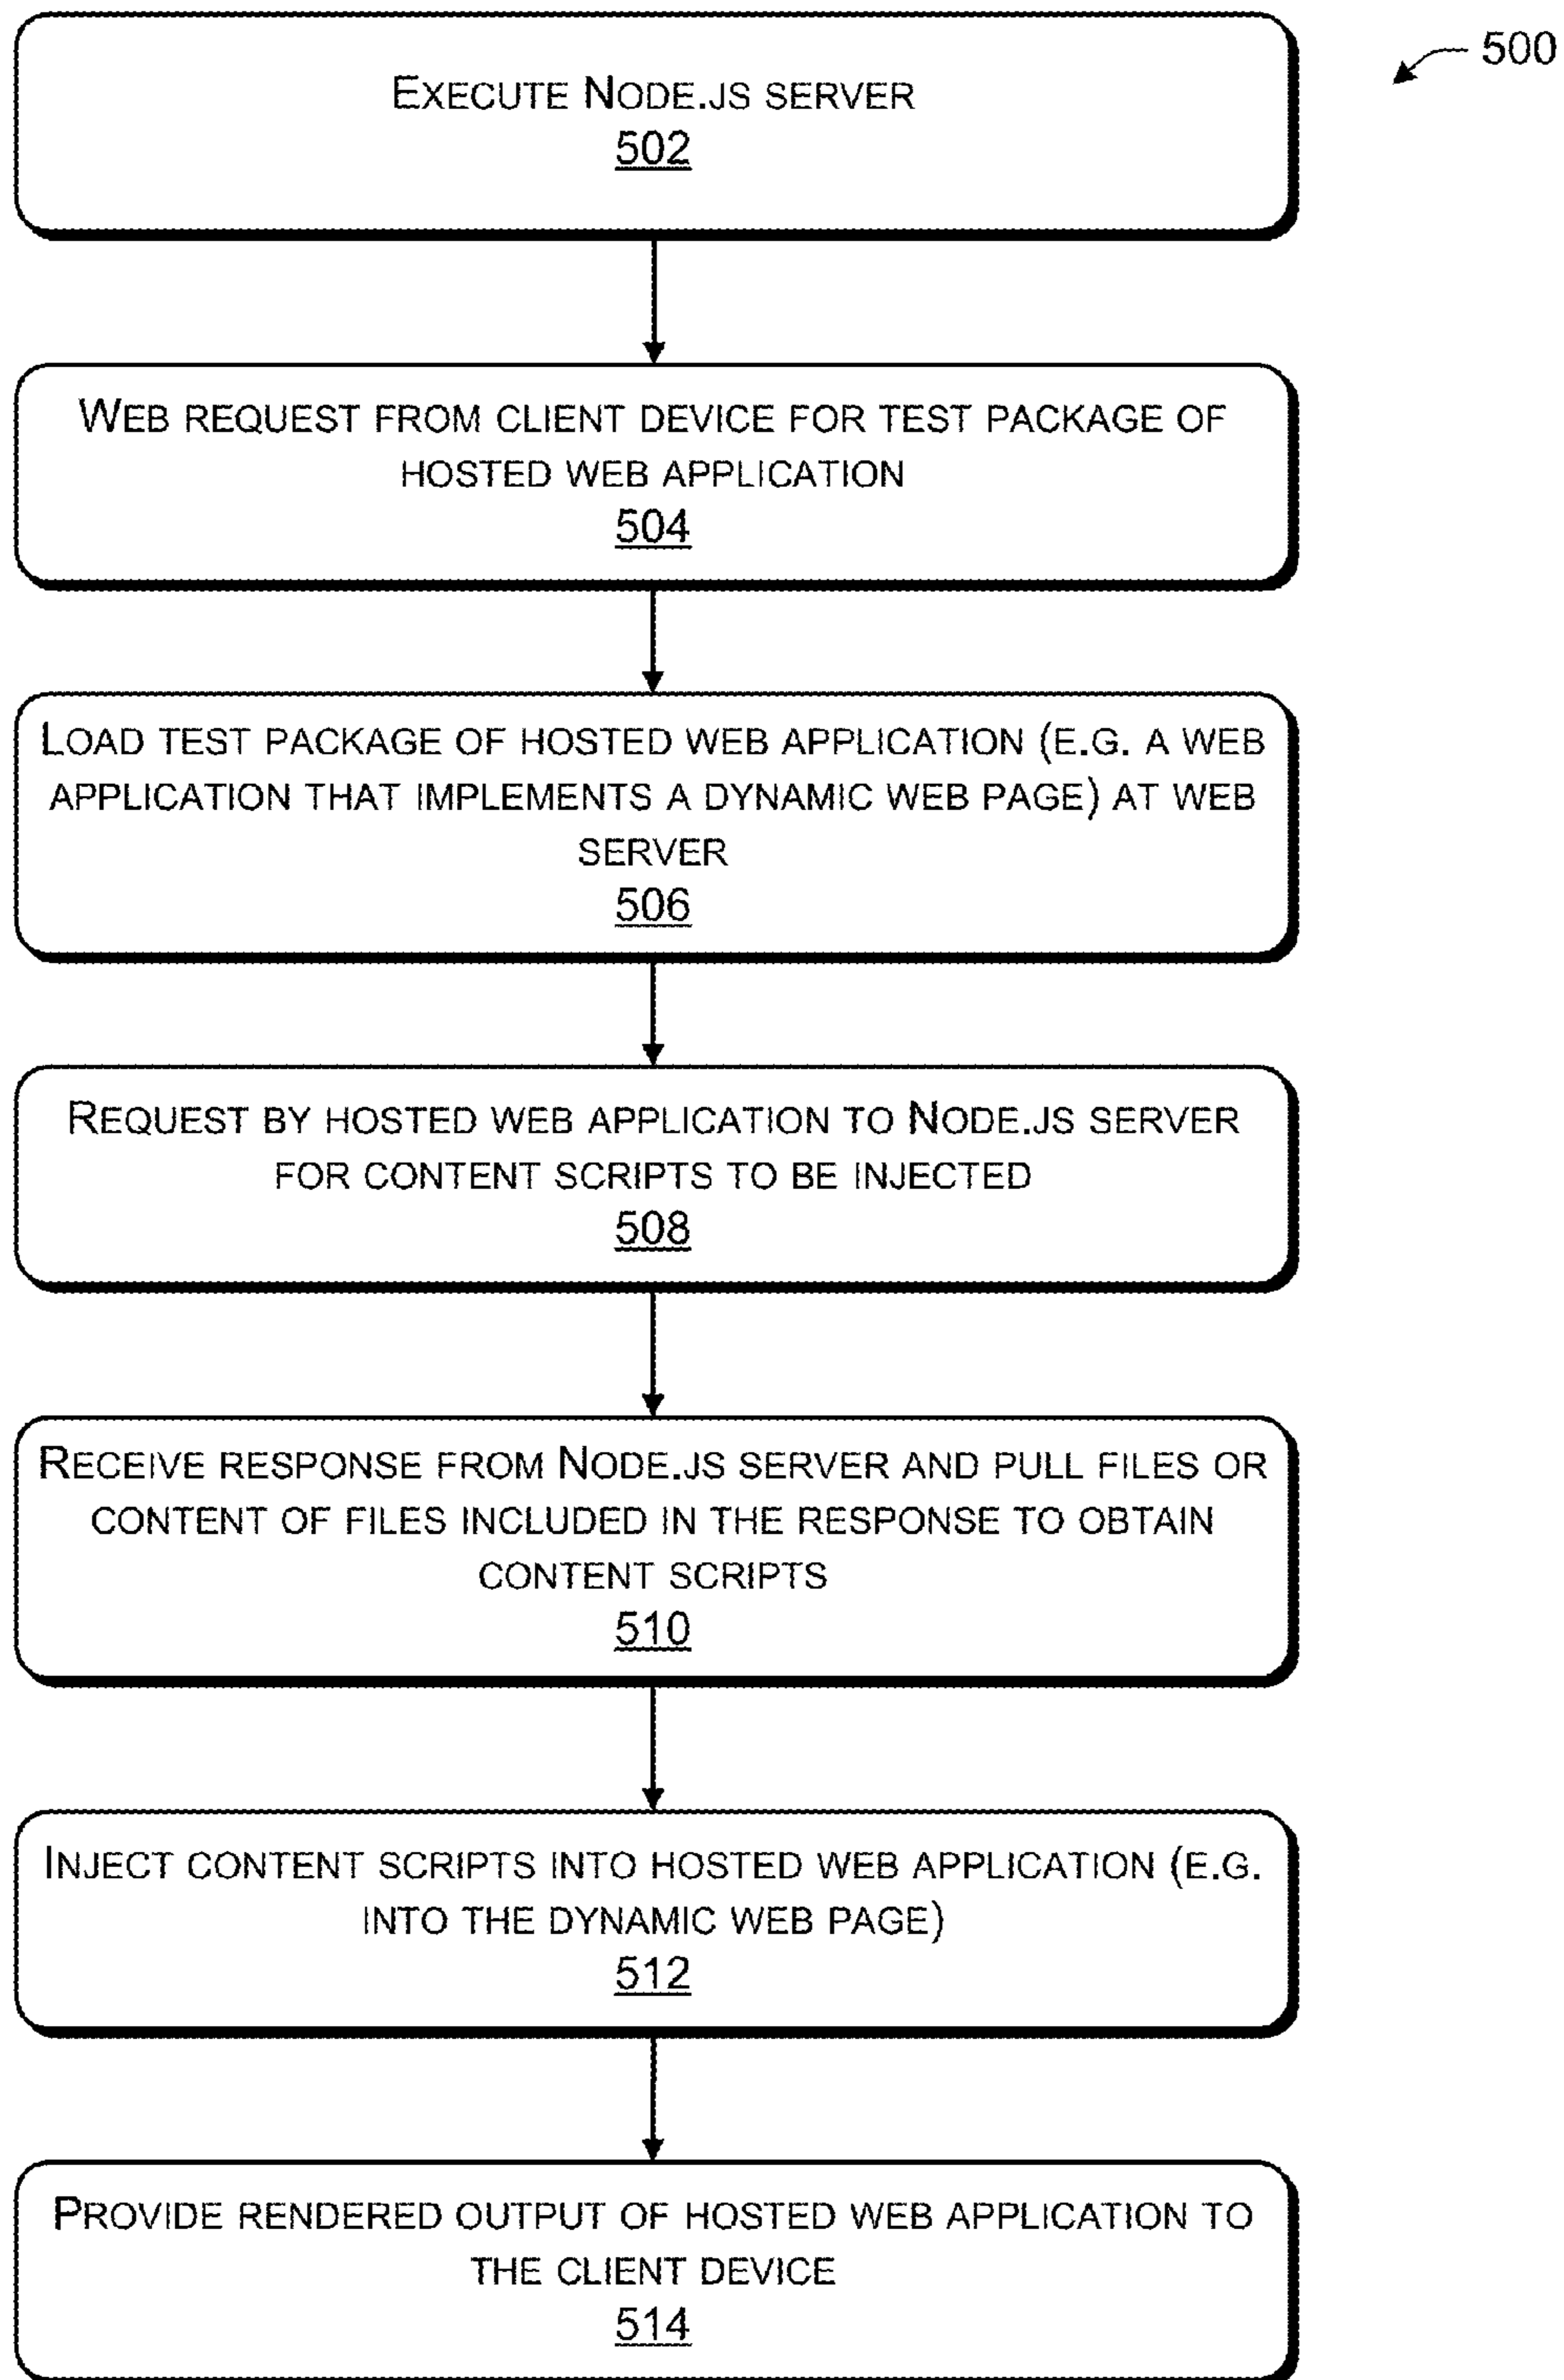 500
EXECUTE NODE.JS SERVER
502
WEB REQUEST FROM CLIENT DEVICE FOR TEST PACKAGE OF
HOSTED WEB APPLICATION
504
LOAD TEST PACKAGE OF HOSTED WEB APPLICATION (E.G. A WEB
APPLICATION THAT IMPLEMENTS A DYNAMIC WEB PAGE) AT WEB
SERVER
506
REQUEST BY HOSTED WEB APPLICATION TO NODE.JS SERVER
FOR CONTENT SCRIPTS TO BE INJECTED
508
RECEIVE RESPONSE FROM NODE.JS SERVER AND PULL FILES OR
CONTENT OF FILES INCLUDED IN THE RESPONSE TO OBTAIN
CONTENT SCRIPTS
510
INJECT CONTENT SCRIPTS INTO HOSTED WEB APPLICATION (E.G.
INTO THE DYNAMIC WEB PAGE)
512
PROVIDE RENDERED OUTPUT OF HOSTED WEB APPLICATION TO
THE CLIENT DEVICE
514